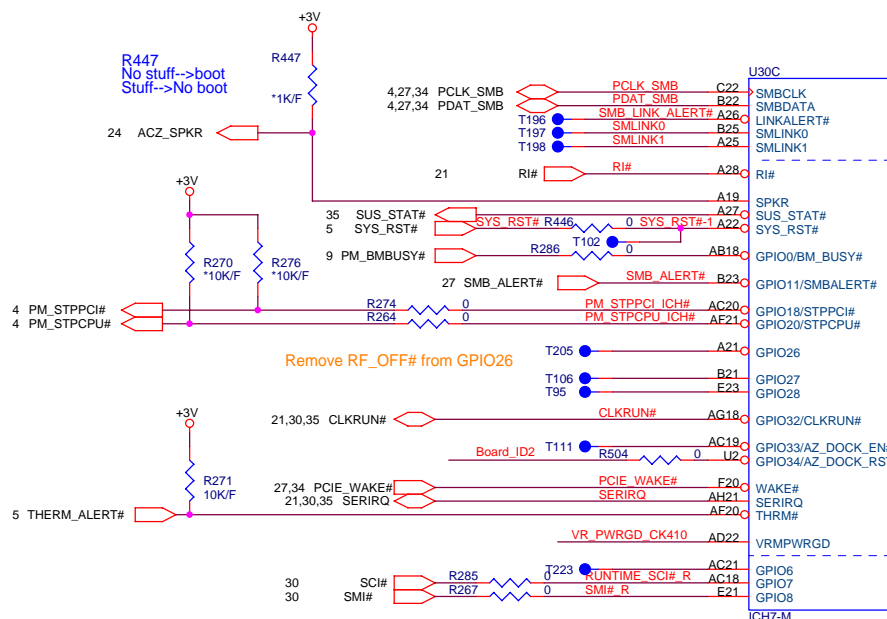 +3V
R447
No stuff-->boot
Stuff-->No boot
R447
*1K/F
24 ACZ_SPKR
U30C
4,27,34 PCLK_SMB PCLK_SMB C22 SMBCLK
4,27,34 PDAT_SMB PDAT_SMB B22 SMBDATA
T196 SMB_LINK_ALERT# A26 LINKALERT#
T197 SMLINK0 B25 SMLINK0
T198 SMLINK1 A25 SMLINK1
21 RI# RI# A28 RI#
+3V
A19 SPKR
35 SUS_STAT# A27 SUS_STAT#
5 SYS_RST# SYS_RST# R446 0 SYS_RST#-1 A22 SYS_RST#
T102
9 PM_BMBUSY# R286 0 AB18 GPIO0/BM_BUSY#
R270
*10K/F
R276
*10K/F
27 SMB_ALERT# SMB_ALERT# B23 GPIO11/SMBALERT#
4 PM_STPPCI# R274 0 PM_STPPCI_ICH# AC20 GPIO18/STPPCI#
4 PM_STPCPU# R264 0 PM_STPCPU_ICH# AF21 GPIO20/STPCPU#
Remove RF_OFF# from GPIO26
T205 A21 GPIO26
T106 B21 GPIO27
T95 E23 GPIO28
+3V
21,30,35 CLKRUN# CLKRUN# AG18 GPIO32/CLKRUN#
T111 AC19 GPIO33/AZ_DOCK_EN#
Board_ID2 R504 0 U2 GPIO34/AZ_DOCK_RST
R271
10K/F
27,34 PCIE_WAKE# PCIE_WAKE# F20 WAKE#
21,30,35 SERIRQ SERIRQ AH21 SERIRQ
5 THERM_ALERT# AF20 THRM#
VR_PWRGD_CK410 AD22 VRMPWRGD
T223 AC21 GPIO6
30 SCI# R285 0 RUNTIME_SCI#_R AC18 GPIO7
30 SMI# R267 0 SMI#_R E21 GPIO8
ICH7-M